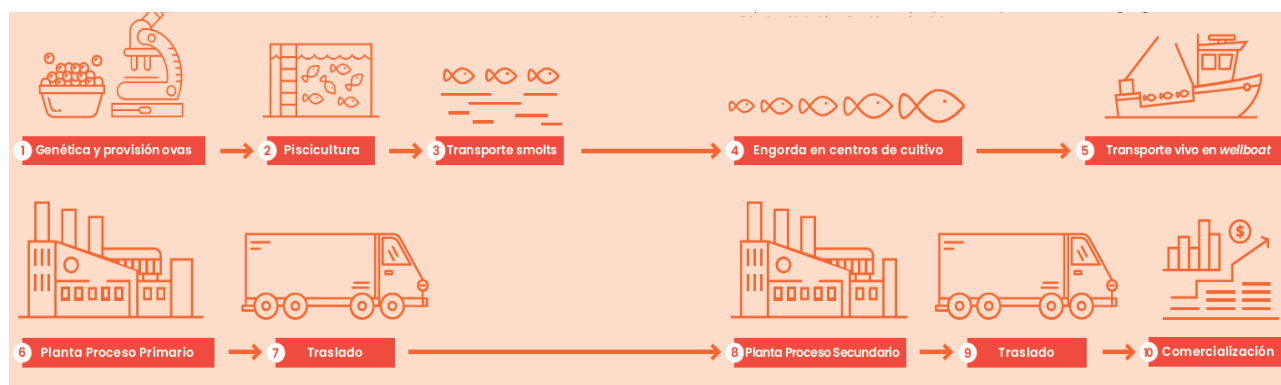 1 Genética y provisión ovas
2 Piscicultura
3 Transporte smolts
4 Engorda en centros de cultivo
5 Transporte vivo en wellboat
$
6 Planta Proceso Primario
7 Traslado
8 Planta Proceso Secundario
9 Traslado
10 Comercialización